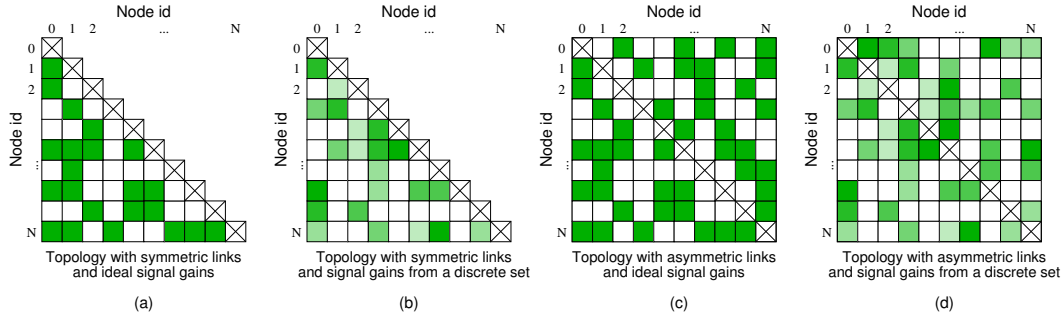 Node id
0 1 2 ... N
Node id
0
1
2
...
N
Topology with symmetric links
and ideal signal gains
(a)
Node id
0 1 2 ... N
Node id
0
1
2
...
N
Topology with symmetric links
and signal gains from a discrete set
(b)
Node id
0 1 2 ... N
Node id
0
1
2
...
N
Topology with asymmetric links
and ideal signal gains
(c)
Node id
0 1 2 ... N
Node id
0
1
2
...
N
Topology with asymmetric links
and signal gains from a discrete set
(d)